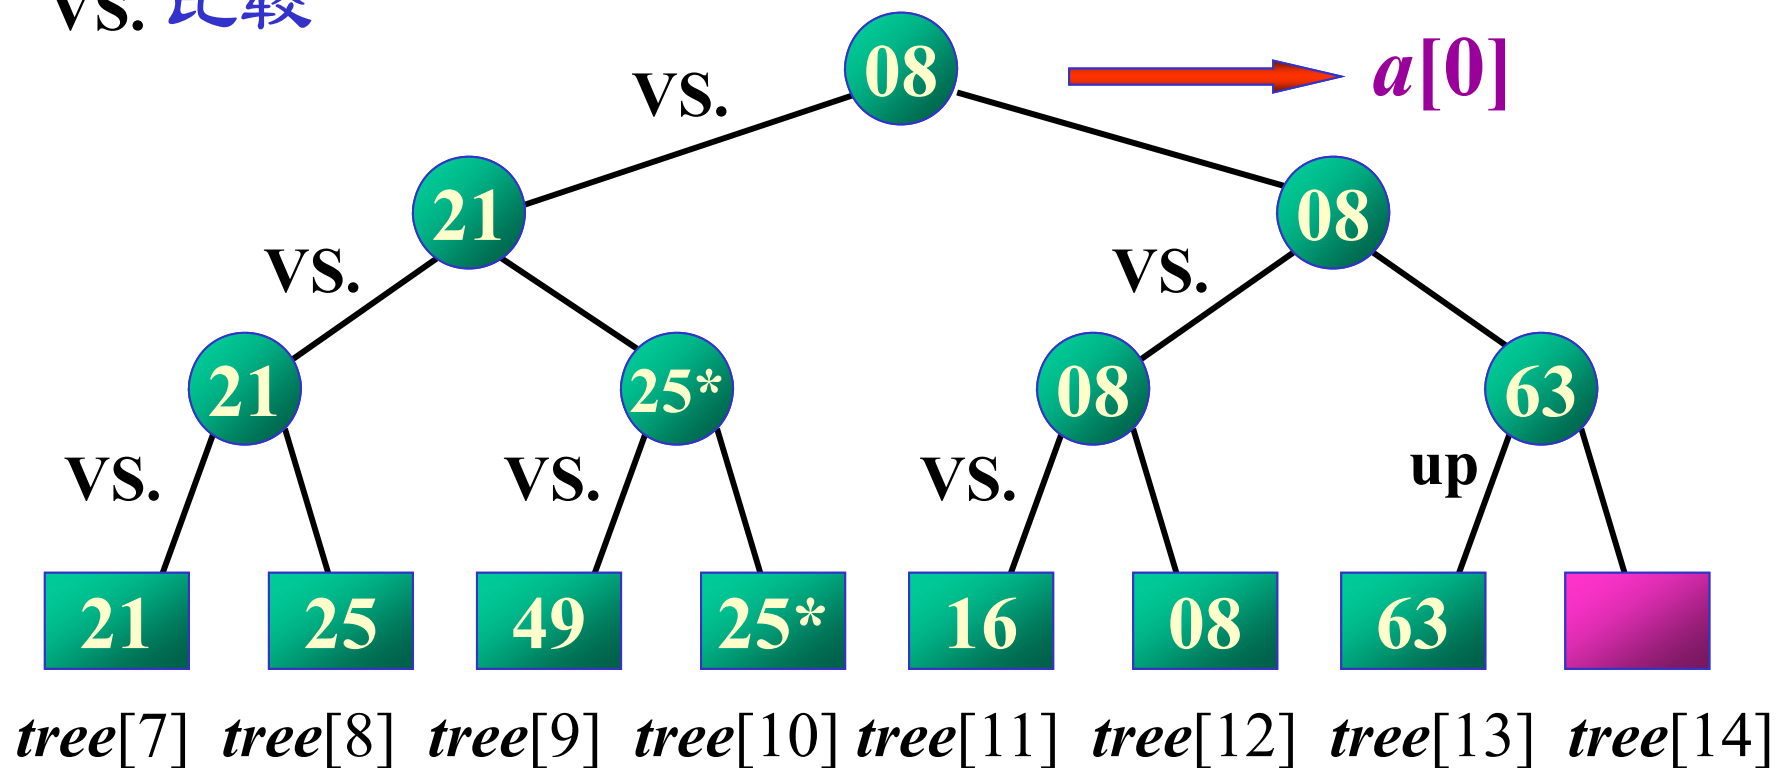 VS. 比較
08
a[0]
VS.
21
08
VS.
VS.
21
25*
08
63
VS.
VS.
VS.
up
21
25
49
25*
16
08
63
tree[7] tree[8] tree[9] tree[10] tree[11] tree[12] tree[13] tree[14]